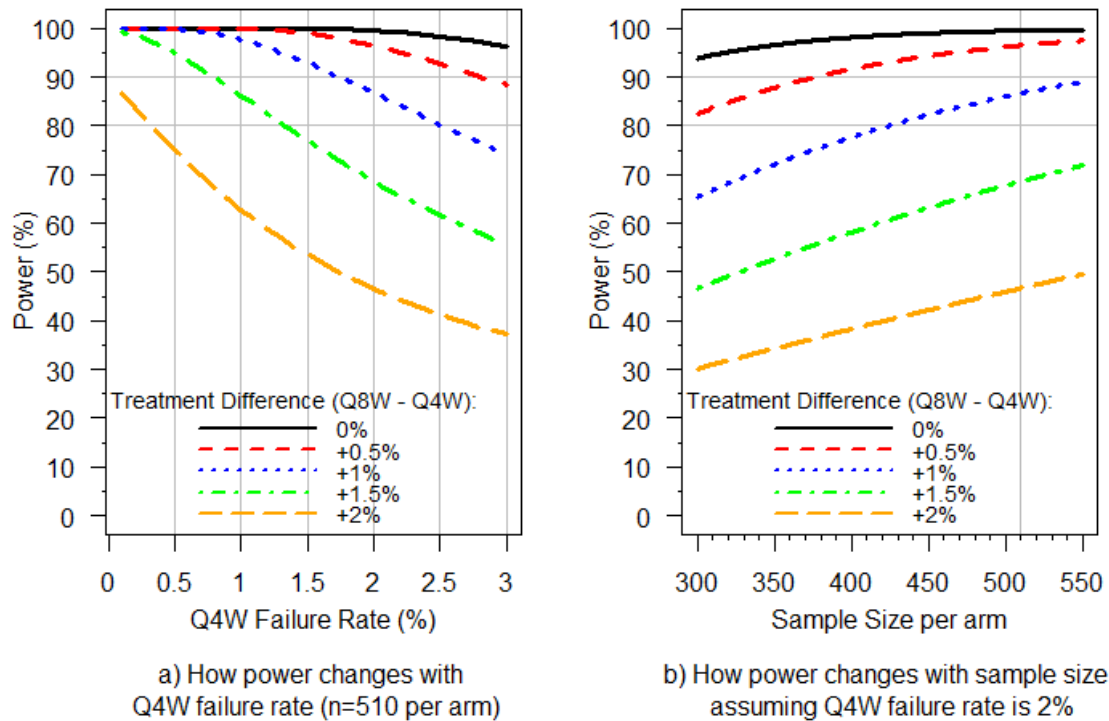 100
90
80
70
60
50
40
30
20
10
0
Power (%)
Treatment Difference (Q8W - Q4W):
0%
+0.5%
+1%
+1.5%
+2%
0 0.5 1 1.5 2 2.5 3
Q4W Failure Rate (%)
a) How power changes with
Q4W failure rate (n=510 per arm)
100
90
80
70
60
50
40
30
20
10
0
Power (%)
Treatment Difference (Q8W - Q4W):
0%
+0.5%
+1%
+1.5%
+2%
300 350 400 450 500 550
Sample Size per arm
b) How power changes with sample size
assuming Q4W failure rate is 2%